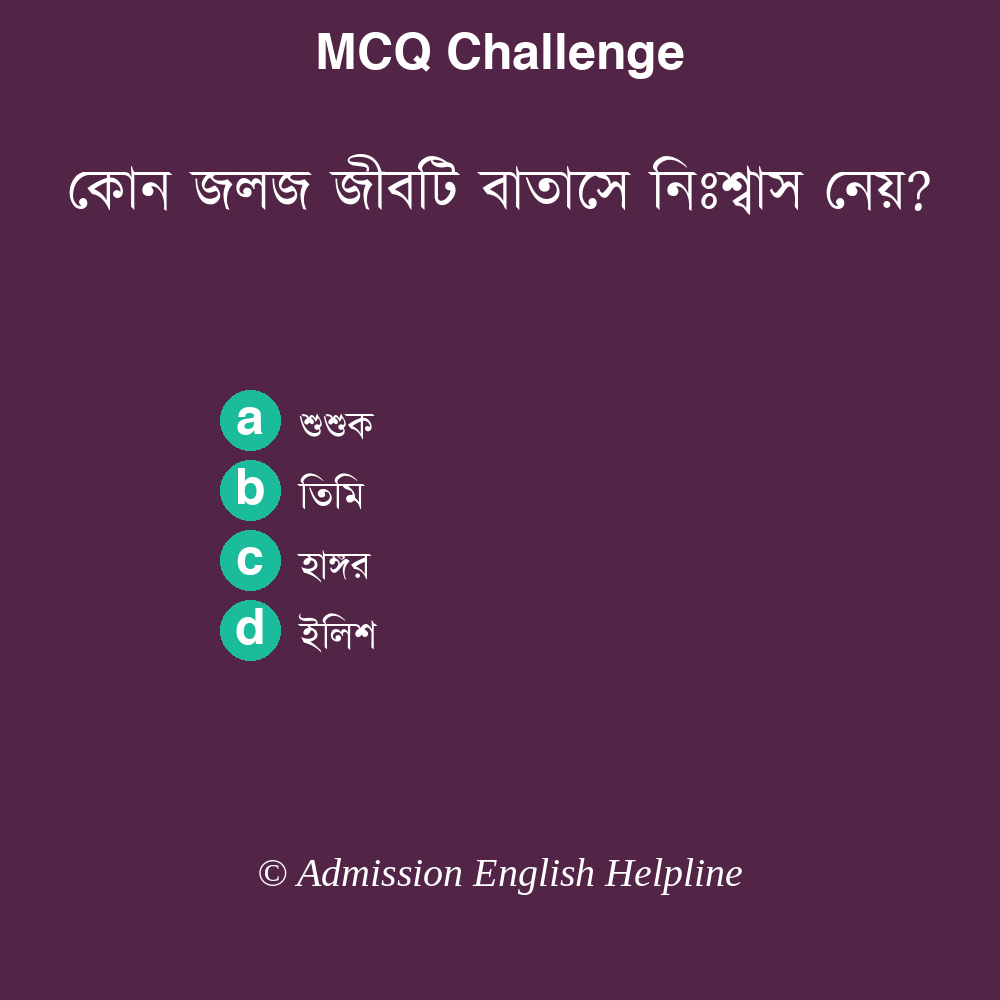 MCQ Challenge
কোন জলজ জীবটি বাতাসে নিঃশ্বাস নেয়?
a শুশুক
b তিমি
c হাঙ্গর
d ইলিশ
© Admission English Helpline